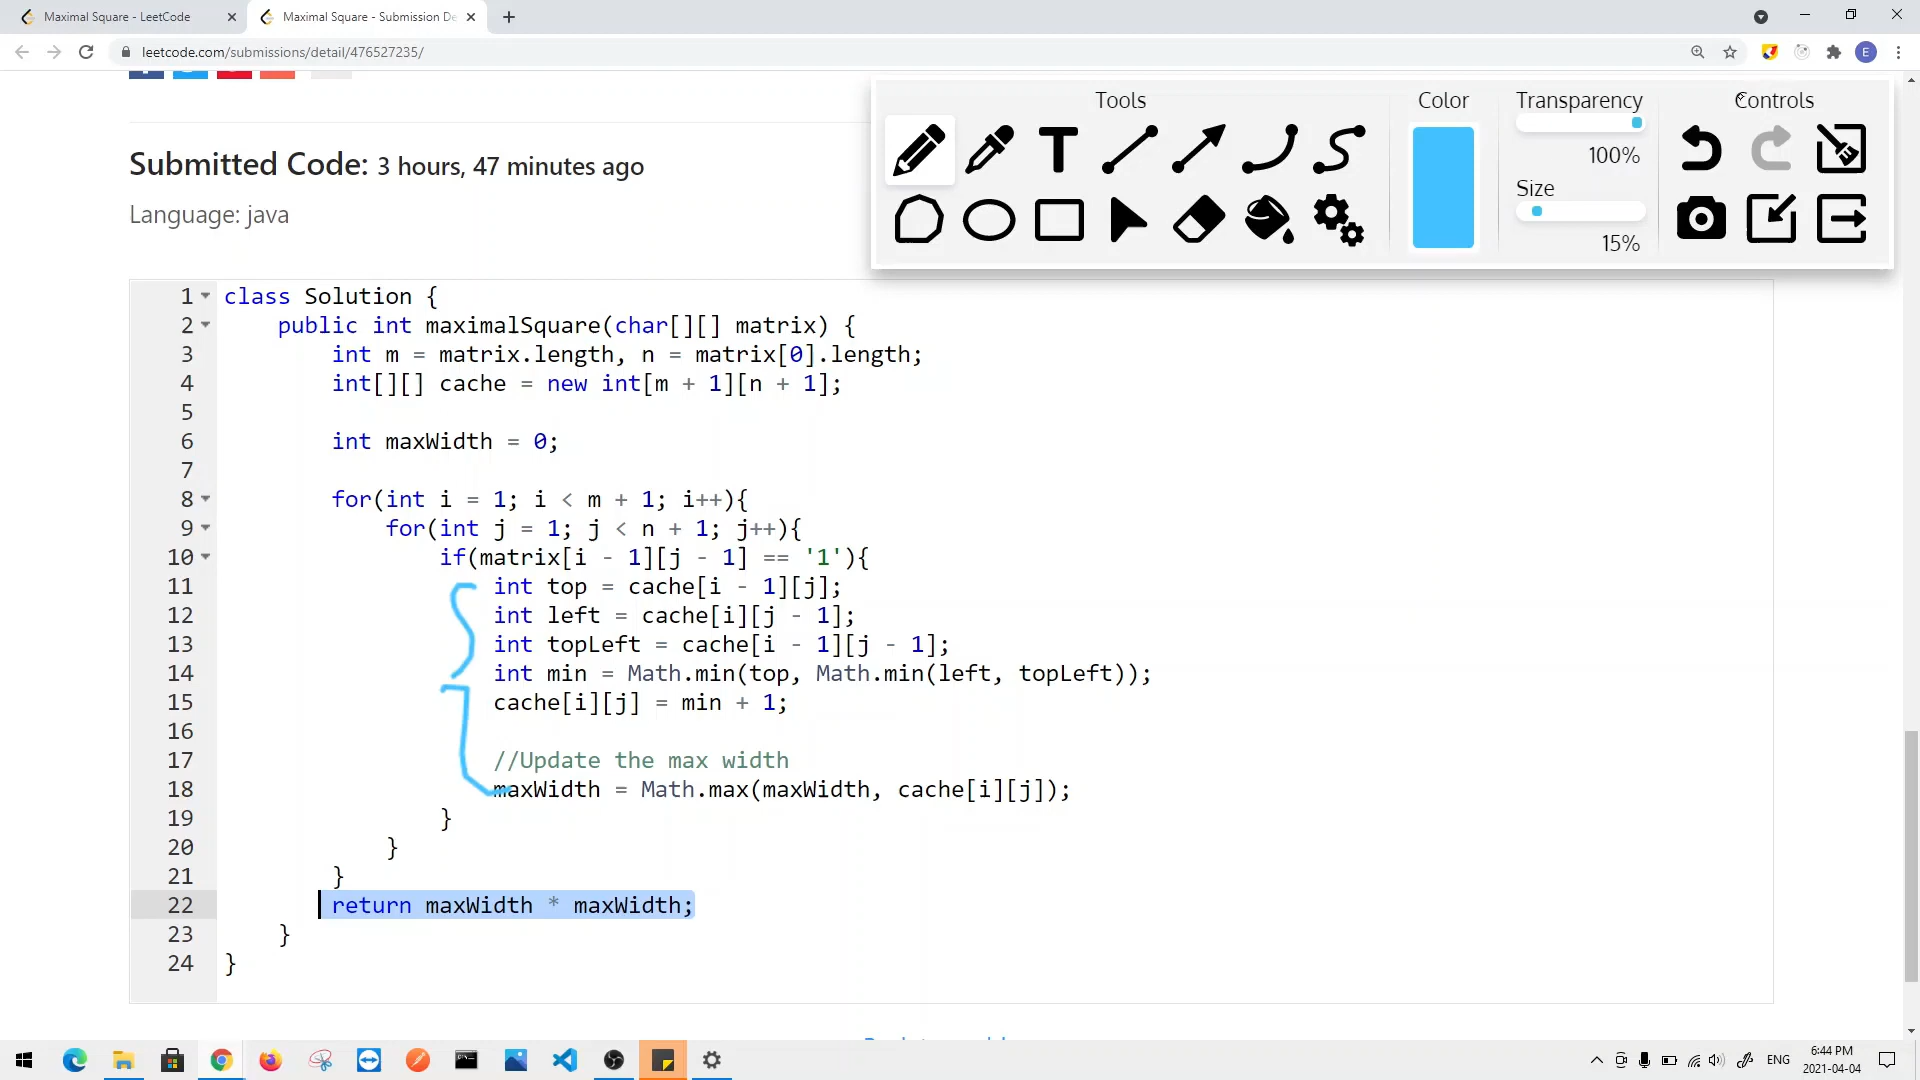 Maximal Square - LeetCode
Maximal Square - Submission De
leetcode.com/submissions/detail/476527235/
E
Tools
Color
Transparency
Controls
100%
Size
15%
Submitted Code: 3 hours, 47 minutes ago
Language: java
1 class Solution {
2 public int maximalSquare(char[][] matrix) {
3 int m = matrix.length, n = matrix[0].length;
4 int[][] cache = new int[m + 1][n + 1];
5
6 int maxWidth = 0;
7
8 for(int i = 1; i < m + 1; i++){
9 for(int j = 1; j < n + 1; j++){
10 if(matrix[i - 1][j - 1] == '1'){
11 int top = cache[i - 1][j];
12 int left = cache[i][j - 1];
13 int topLeft = cache[i - 1][j - 1];
14 int min = Math.min(top, Math.min(left, topLeft));
15 cache[i][j] = min + 1;
16
17 //Update the max width
18 maxWidth = Math.max(maxWidth, cache[i][j]);
19 }
20 }
21 }
22 return maxWidth * maxWidth;
23 }
24 }
ENG
6:44 PM
2021-04-04